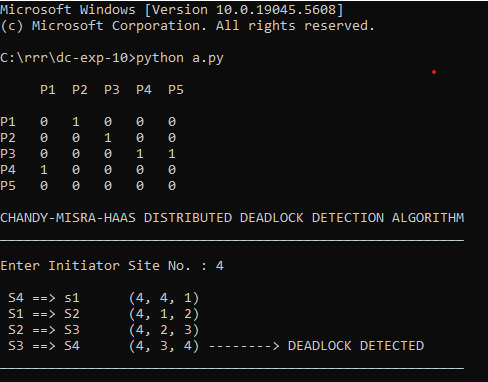 Microsoft Windows [Version 10.0.19045.5608]
(c) Microsoft Corporation. All rights reserved.
C:\rrr\dc-exp-10>python a.py
P1 P2 P3 P4 P5
P1 0 1 0 0 0
P2 0 0 1 0 0
P3 0 0 0 1 1
P4 1 0 0 0 0
P5 0 0 0 0 0
CHANDY-MISRA-HAAS DISTRIBUTED DEADLOCK DETECTION ALGORITHM
Enter Initiator Site No. : 4
S4 ==> s1 (4, 4, 1)
S1 ==> S2 (4, 1, 2)
S2 ==> S3 (4, 2, 3)
S3 ==> S4 (4, 3, 4) --------> DEADLOCK DETECTED